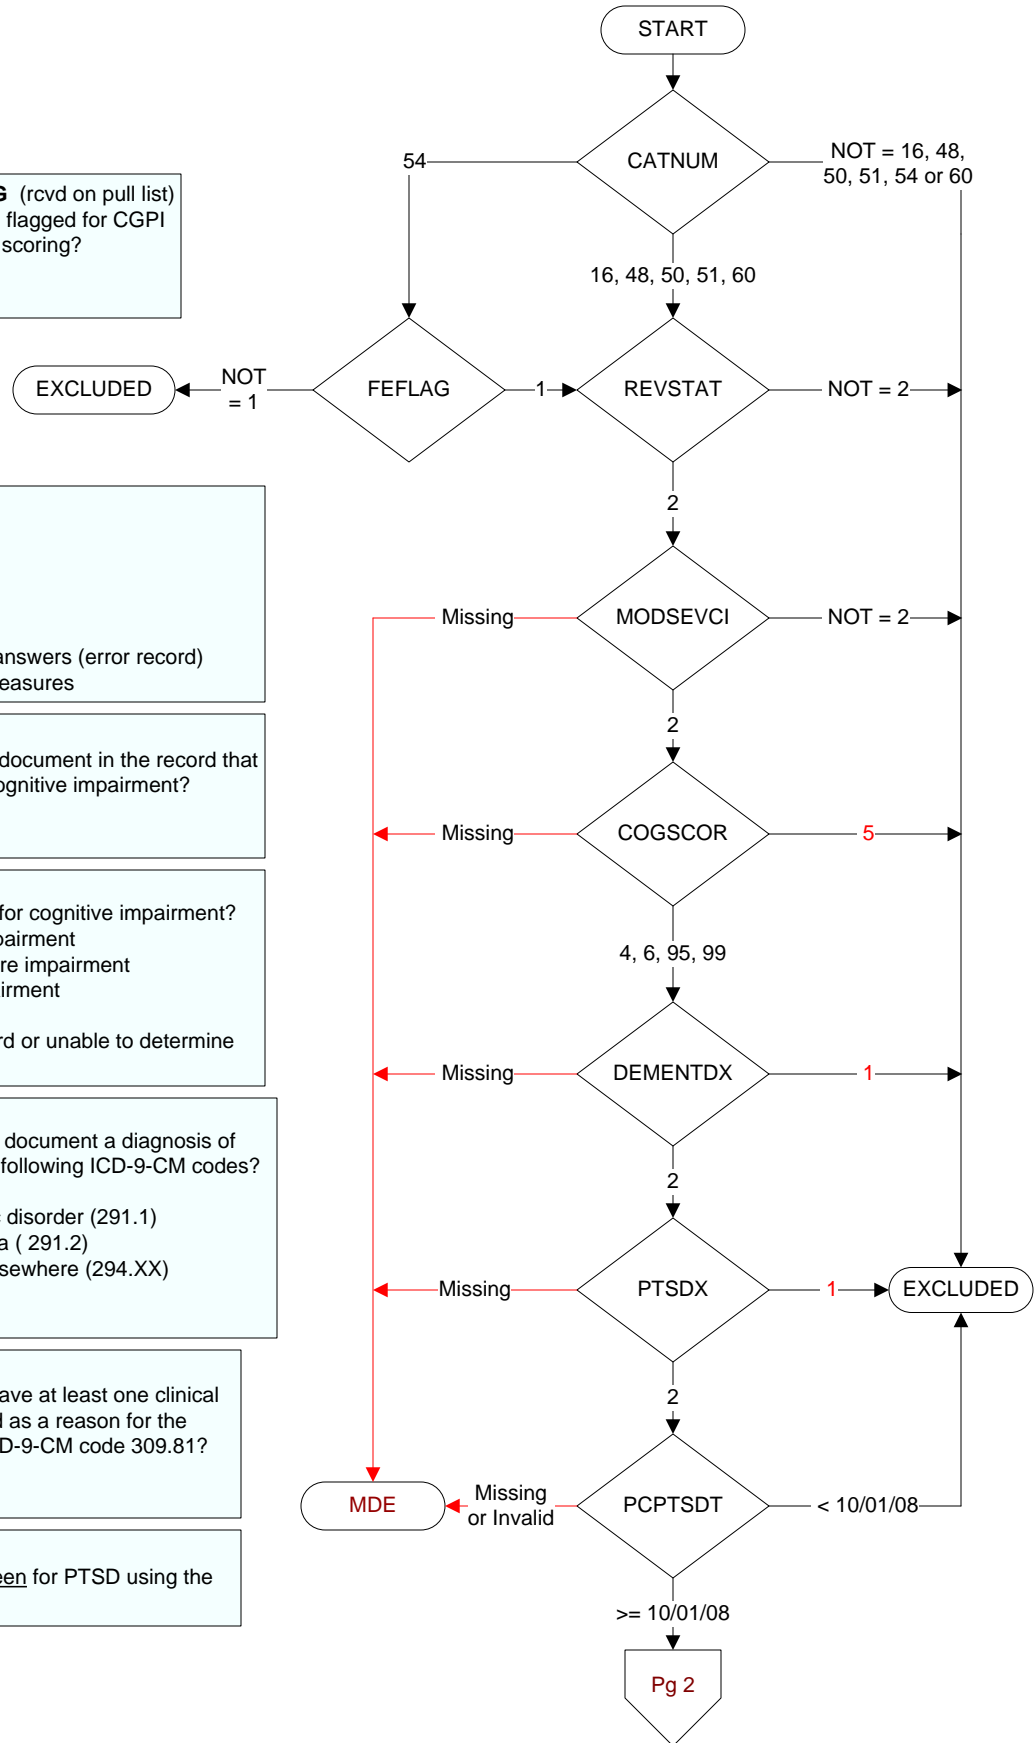 START
CATNUM
54
NOT = 16, 48,
50, 51, 54 or 60
G (rcvd on pull list)
flagged for CGPI
scoring?
16, 48, 50, 51, 60
EXCLUDED
NOT
= 1
FEFLAG
1
REVSTAT
NOT = 2
2
answers (error record)
easures
Missing
MODSEVCI
NOT = 2
2
document in the record that
ognitive impairment?
Missing
COGSCOR
5
for cognitive impairment?
pairment
re impairment
irment
rd or unable to determine
4, 6, 95, 99
Missing
DEMENTDX
1
document a diagnosis of
following ICD-9-CM codes?
disorder (291.1)
a ( 291.2)
sewhere (294.XX)
2
Missing
PTSDX
1
EXCLUDED
ave at least one clinical
d as a reason for the
D-9-CM code 309.81?
2
MDE
Missing
or Invalid
PCPTSDT
< 10/01/08
een for PTSD using the
>= 10/01/08
Pg 2